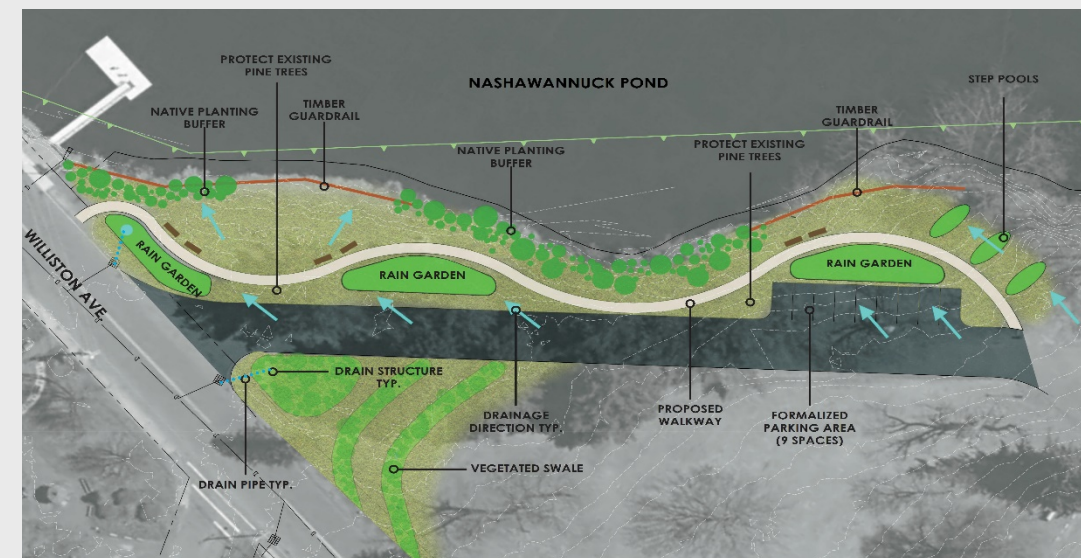 PROTECT EXISTING
PINE TREES
NASHAWANNUCK POND
STEP POOLS
NATIVE PLANTING
BUFFER
TIMBER
GUARDRAIL
NATIVE PLANTING
BUFFER
PROTECT EXISTING
PINE TREES
TIMBER
GUARDRAIL
WILLISTON AVE.
RAIN GARDEN
RAIN GARDEN
RAIN GARDEN
DRAIN STRUCTURE
TYP.
DRAINAGE
DIRECTION TYP.
PROPOSED
WALKWAY
FORMALIZED
PARKING AREA
(9 SPACES)
VEGETATED SWALE
DRAIN PIPE TYP.